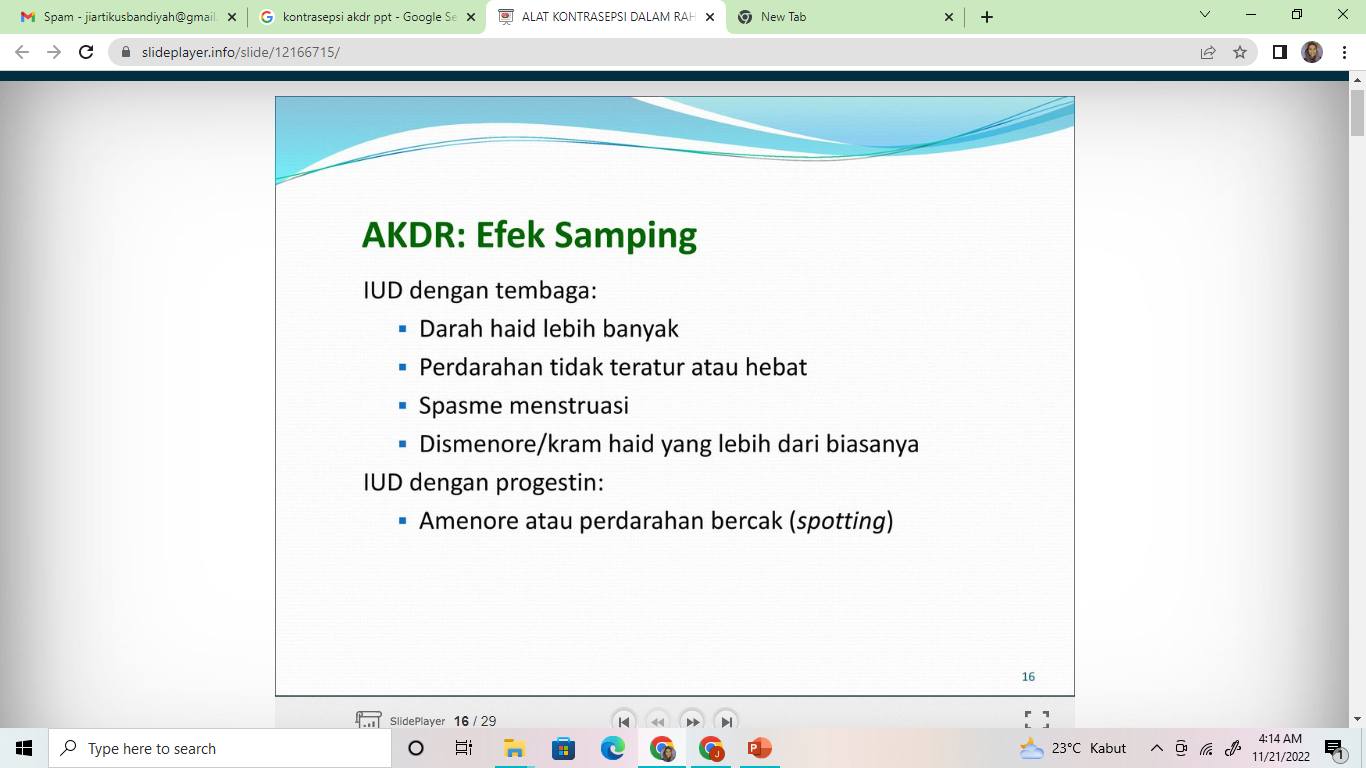 Spam - jiartikusbandiyah@gmail.
kontrasepsi akdr ppt - Google Se
ALAT KONTRASEPSI DALAM RAH
New Tab
slideplayer.info/slide/12166715/
AKDR: Efek Samping
IUD dengan tembaga:
Darah haid lebih banyak
Perdarahan tidak teratur atau hebat
Spasme menstruasi
Dismenore/kram haid yang lebih dari biasanya
IUD dengan progestin:
Amenore atau perdarahan bercak (spotting)
16
SlidePlayer 16 / 29
Type here to search
23°C Kabut
4:14 AM
11/21/2022
1